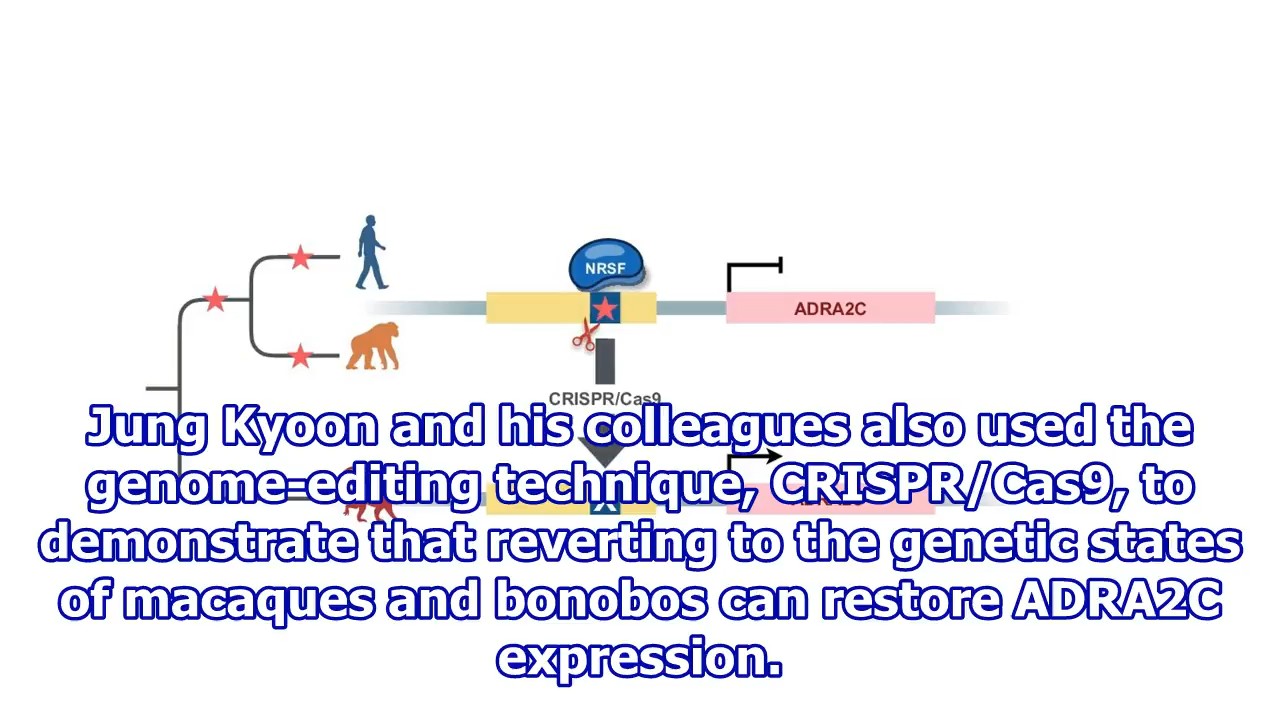 NRSF
ADRA2C
CRISPR/Cas9
Jung Kyoon and his colleagues also used the
genome-editing technique, CRISPR/Cas9, to
demonstrate that reverting to the genetic states
of macaques and bonobos can restore ADRA2C
expression.